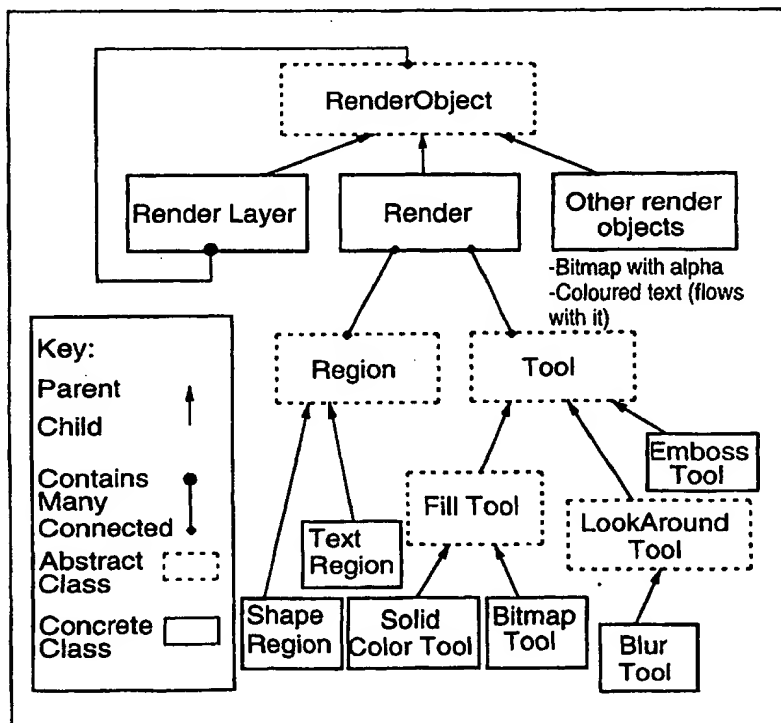 RenderObject
Render Layer
Render
Other render
objects
-Bitmap with alpha
-Coloured text (flows
with it)
Key:
Parent
Child
Contains
Many
Connected
Abstract
Class
Concrete
Class
Region
Tool
Emboss
Tool
Fill Tool
LookAround
Tool
Text
Region
Shape
Region
Solid
Color Tool
Bitmap
Tool
Blur
Tool